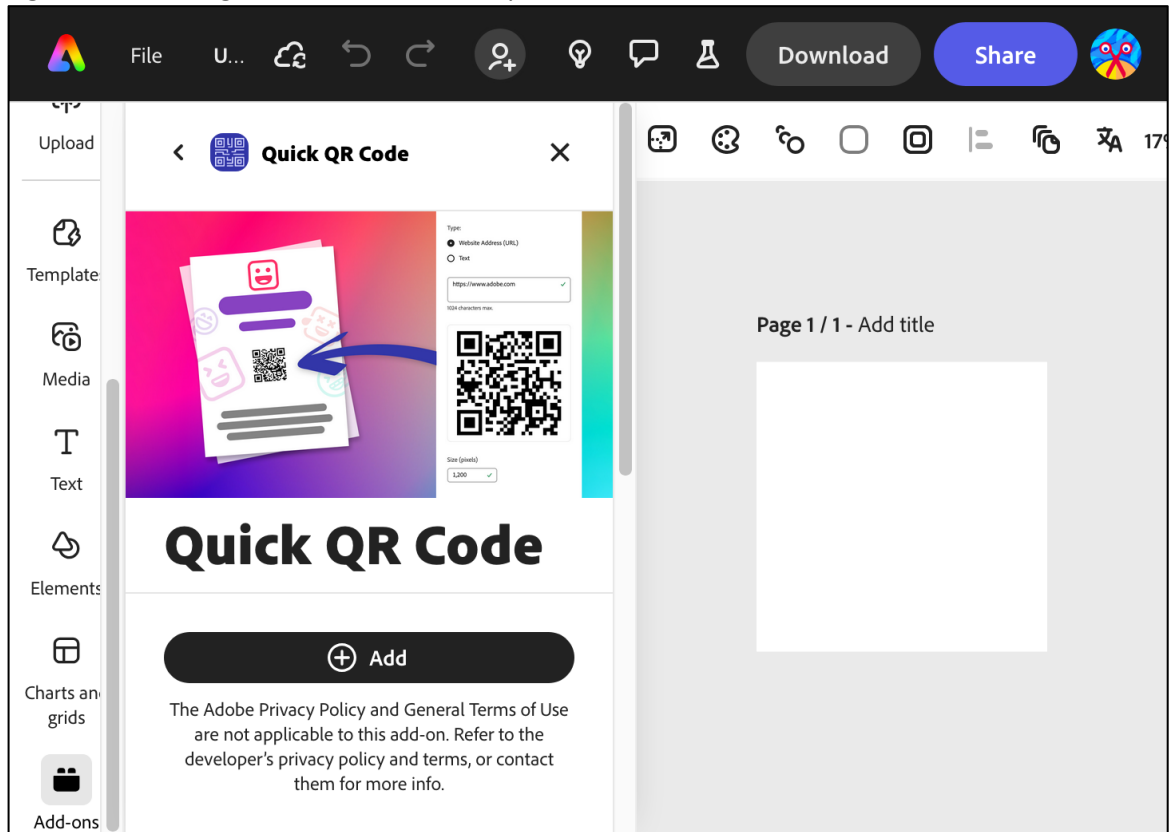 File
U...
Download
Share
Upload
Quick QR Code
17
Templates
Type:
Website Address (URL)
Text
https://www.adobe.com
1024 characters max.
Media
Page 1 / 1 - Add title
Text
Size (pixels)
1,200
Quick QR Code
Elements
Add
Charts an
grids
The Adobe Privacy Policy and General Terms of Use
are not applicable to this add-on. Refer to the
developer's privacy policy and terms, or contact
them for more info.
Add-ons